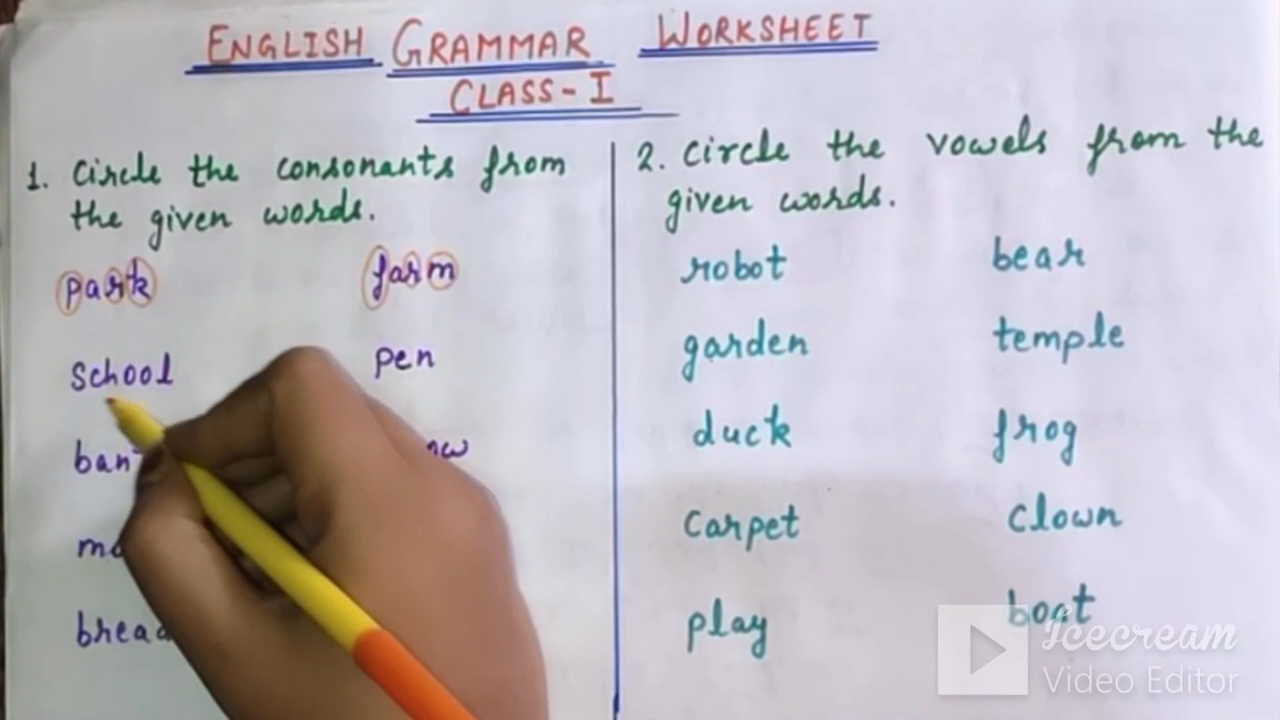 ENGLISH GRAMMAR WORKSHEET
CLASS-I
1. Circle the consonants from
the given words.
park farm
school pen
bread
2. Circle the vowels from the
given words.
robot bear
garden temple
duck frog
carpet clown
play boat
Icecream
Video Editor